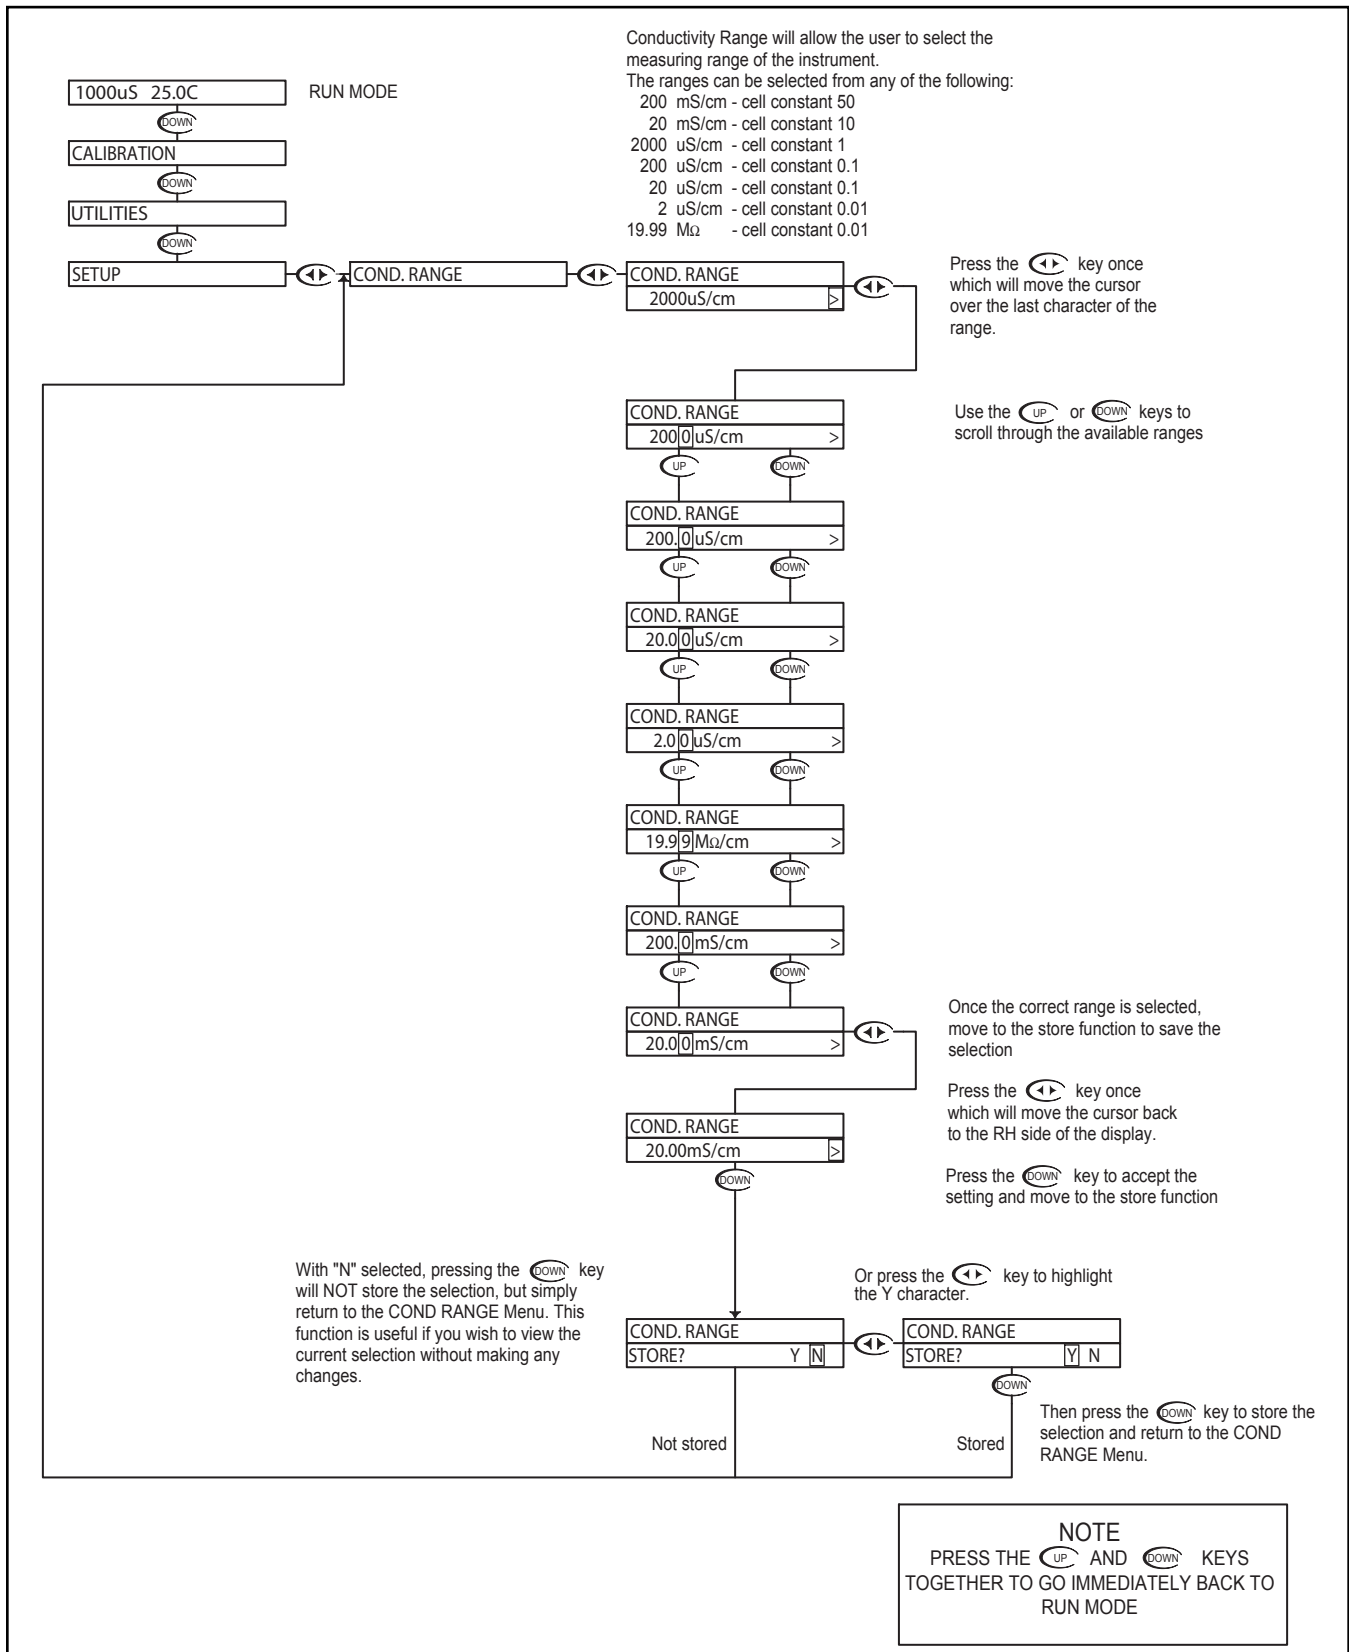 Conductivity Range will allow the user to select the
measuring range of the instrument.
The ranges can be selected from any of the following:
200 mS/cm - cell constant 50
20 mS/cm - cell constant 10
2000 uS/cm - cell constant 1
200 uS/cm - cell constant 0.1
20 uS/cm - cell constant 0.1
2 uS/cm - cell constant 0.01
19.99 MΩ - cell constant 0.01
1000uS 25.0C
RUN MODE
DOWN
CALIBRATION
DOWN
UTILITIES
DOWN
SETUP
COND. RANGE
COND. RANGE
2000uS/cm >
Press the key once
which will move the cursor
over the last character of the
range.
COND. RANGE
2000uS/cm >
Use the UP or DOWN keys to
scroll through the available ranges
UP DOWN
COND. RANGE
200.0uS/cm >
UP DOWN
COND. RANGE
20.00uS/cm >
UP DOWN
COND. RANGE
2.00uS/cm >
UP DOWN
COND. RANGE
19.99MΩ/cm >
UP DOWN
COND. RANGE
200.0mS/cm >
UP DOWN
COND. RANGE
20.00mS/cm >
Once the correct range is selected,
move to the store function to save the
selection
Press the key once
which will move the cursor back
to the RH side of the display.
COND. RANGE
20.00mS/cm >
DOWN
Press the DOWN key to accept the
setting and move to the store function
With "N" selected, pressing the DOWN key
will NOT store the selection, but simply
return to the COND RANGE Menu. This
function is useful if you wish to view the
current selection without making any
changes.
Or press the key to highlight
the Y character.
COND. RANGE
STORE? Y N
COND. RANGE
STORE? Y N
DOWN
Then press the DOWN key to store the
selection and return to the COND
RANGE Menu.
Not stored
Stored
NOTE
PRESS THE UP AND DOWN KEYS
TOGETHER TO GO IMMEDIATELY BACK TO
RUN MODE